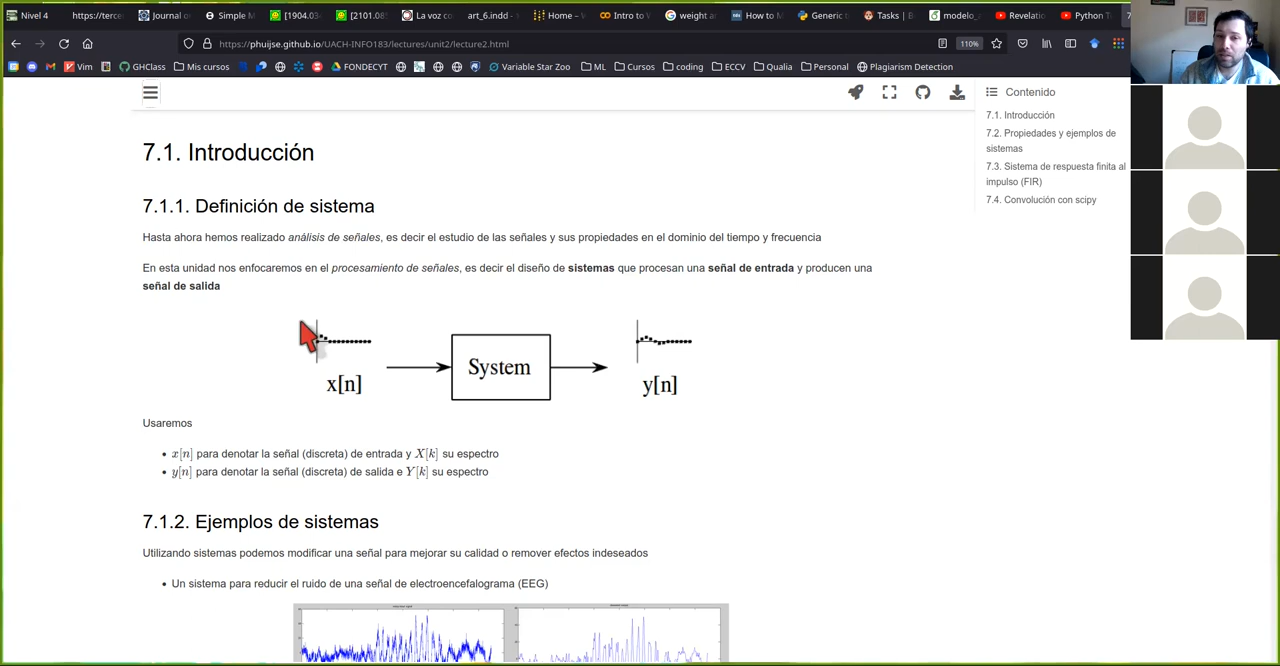 Nivel 4
https://tercei
Journal o
Simple M
[1904.03
[2101.08
La voz co
art_6.indd -
Home –
Intro to V
weight ar
How to M
Generic t
Tasks | B
modelo_
Revelatio
Python T
https://phuijse.github.io/UACH-INFO183/lectures/unit2/lecture2.html
110%
Vim
GHClass
Mis cursos
FONDECYT
Variable Star Zoo
ML
Cursos
coding
ECCV
Qualia
Personal
Plagiarism Detection
Contenido
7.1. Introducción
7.2. Propiedades y ejemplos de
sistemas
7.3. Sistema de respuesta finita al
impulso (FIR)
7.4. Convolución con scipy
7.1. Introducción
7.1.1. Definición de sistema
Hasta ahora hemos realizado análisis de señales, es decir el estudio de las señales y sus propiedades en el dominio del tiempo y frecuencia
En esta unidad nos enfocaremos en el procesamiento de señales, es decir el diseño de sistemas que procesan una señal de entrada y producen una
señal de salida
x[n]
System
y[n]
Usaremos
• x[n] para denotar la señal (discreta) de entrada y X[k] su espectro
• y[n] para denotar la señal (discreta) de salida e Y[k] su espectro
7.1.2. Ejemplos de sistemas
Utilizando sistemas podemos modificar una señal para mejorar su calidad o remover efectos indeseados
• Un sistema para reducir el ruido de una señal de electroencefalograma (EEG)